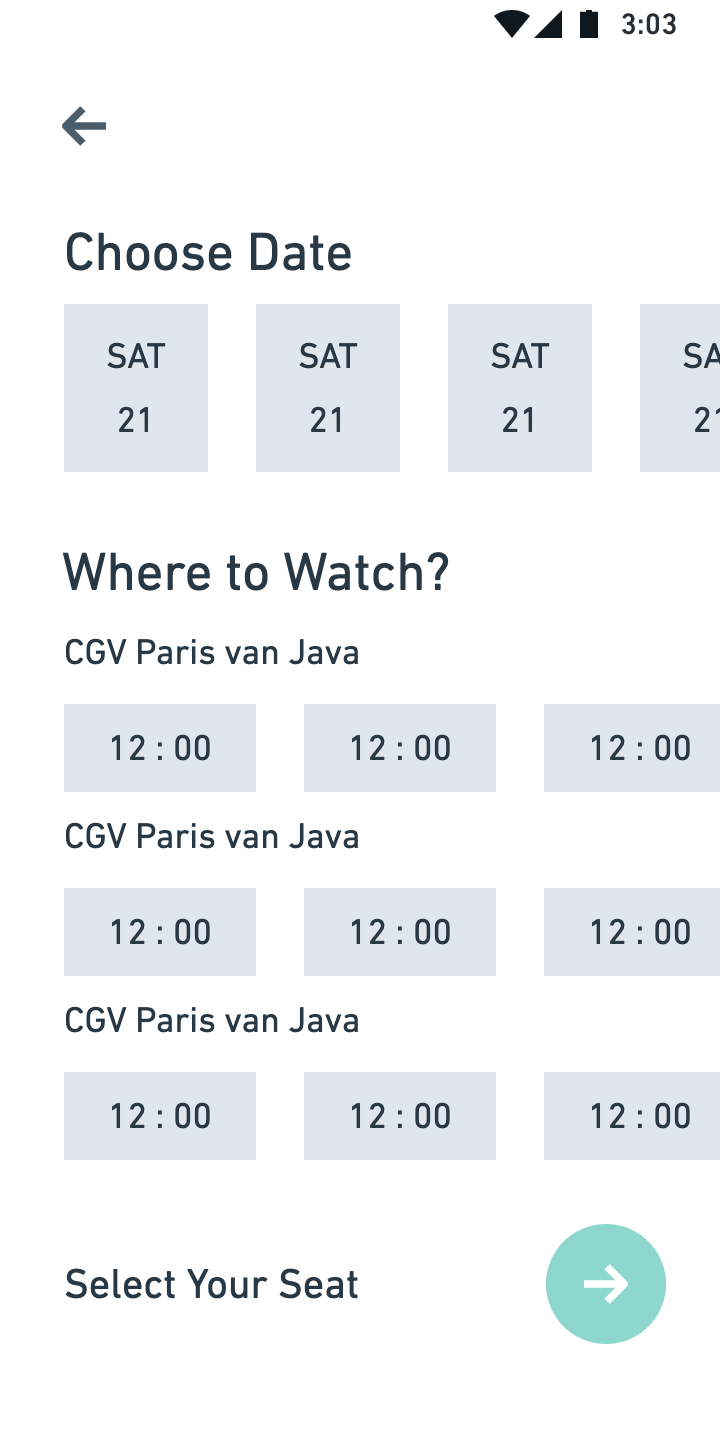 3:03
Choose Date
SAT SAT SAT SA
21 21 21 21
Where to Watch?
CGV Paris van Java
12 : 00 12 : 00 12 : 00
CGV Paris van Java
12 : 00 12 : 00 12 : 00
CGV Paris van Java
12 : 00 12 : 00 12 : 00
Select Your Seat